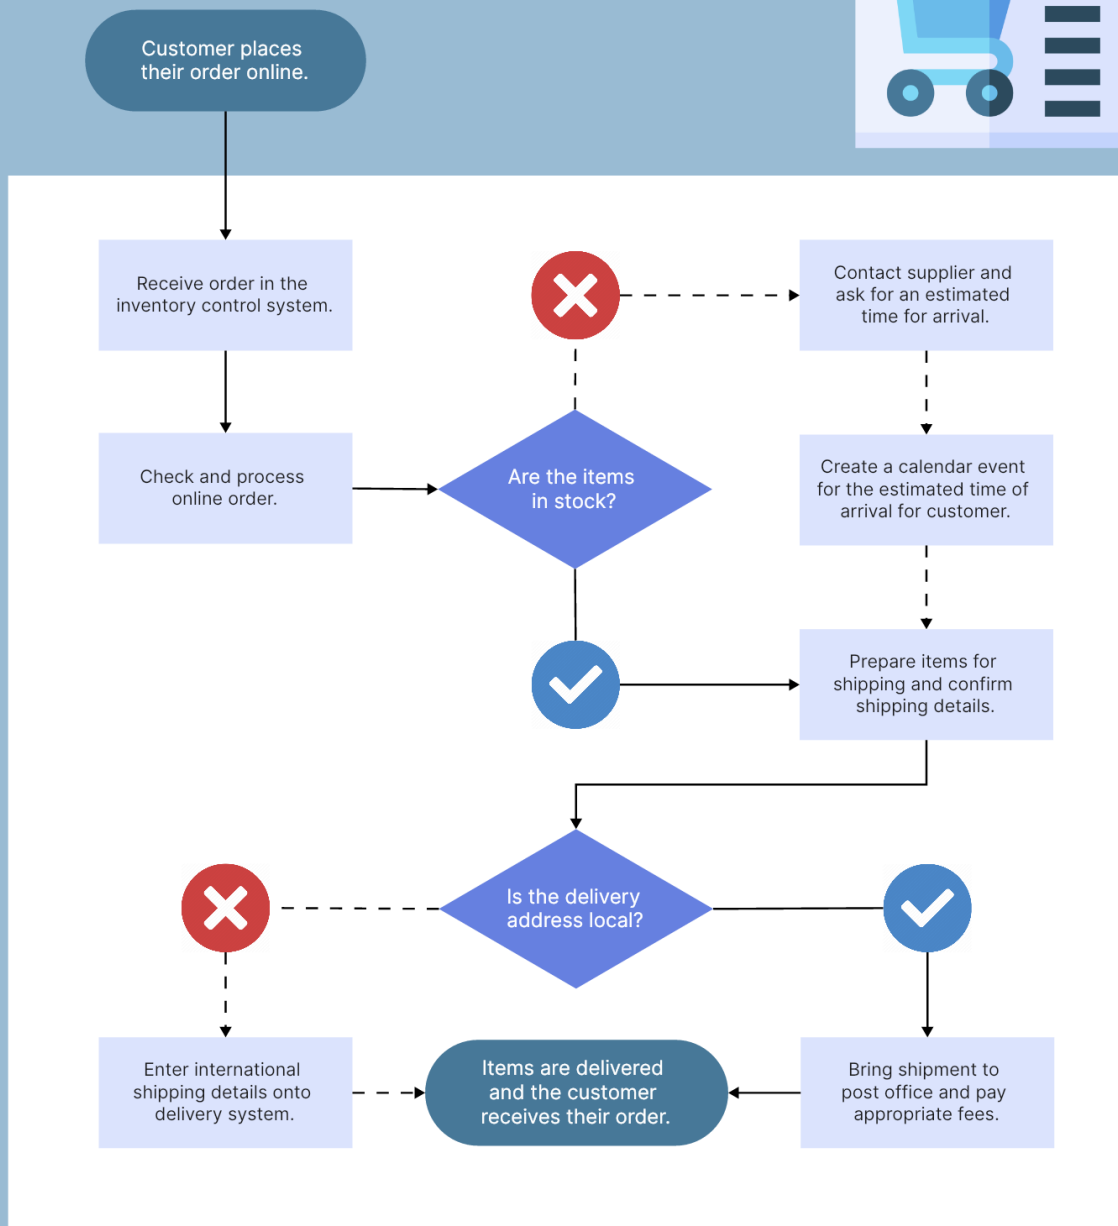 Customer places
their order online.
Receive order in the
inventory control system.
Check and process
online order.
Are the items
in stock?
Contact supplier and
ask for an estimated
time for arrival.
Create a calendar event
for the estimated time of
arrival for customer.
Prepare items for
shipping and confirm
shipping details.
Is the delivery
address local?
Enter international
shipping details onto
delivery system.
Items are delivered
and the customer
receives their order.
Bring shipment to
post office and pay
appropriate fees.